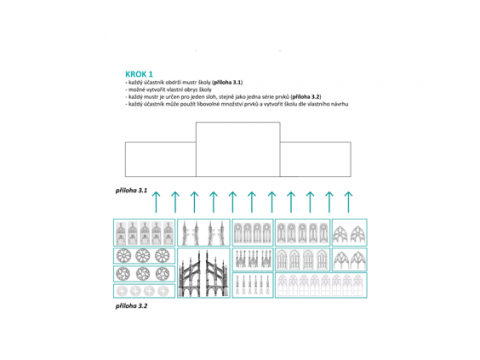 KROK 1
- každý účastník obdrží mustr školy (příloha 3.1)
- možné vytvořit vlastní obrys školy
- každý mustr je určen pro jeden sloh, stejně jako jedna série prvků (příloha 3.2)
- každý účastník může použít libovolné množství prvků a vytvořit školu dle vlastního návrhu
příloha 3.1
příloha 3.2